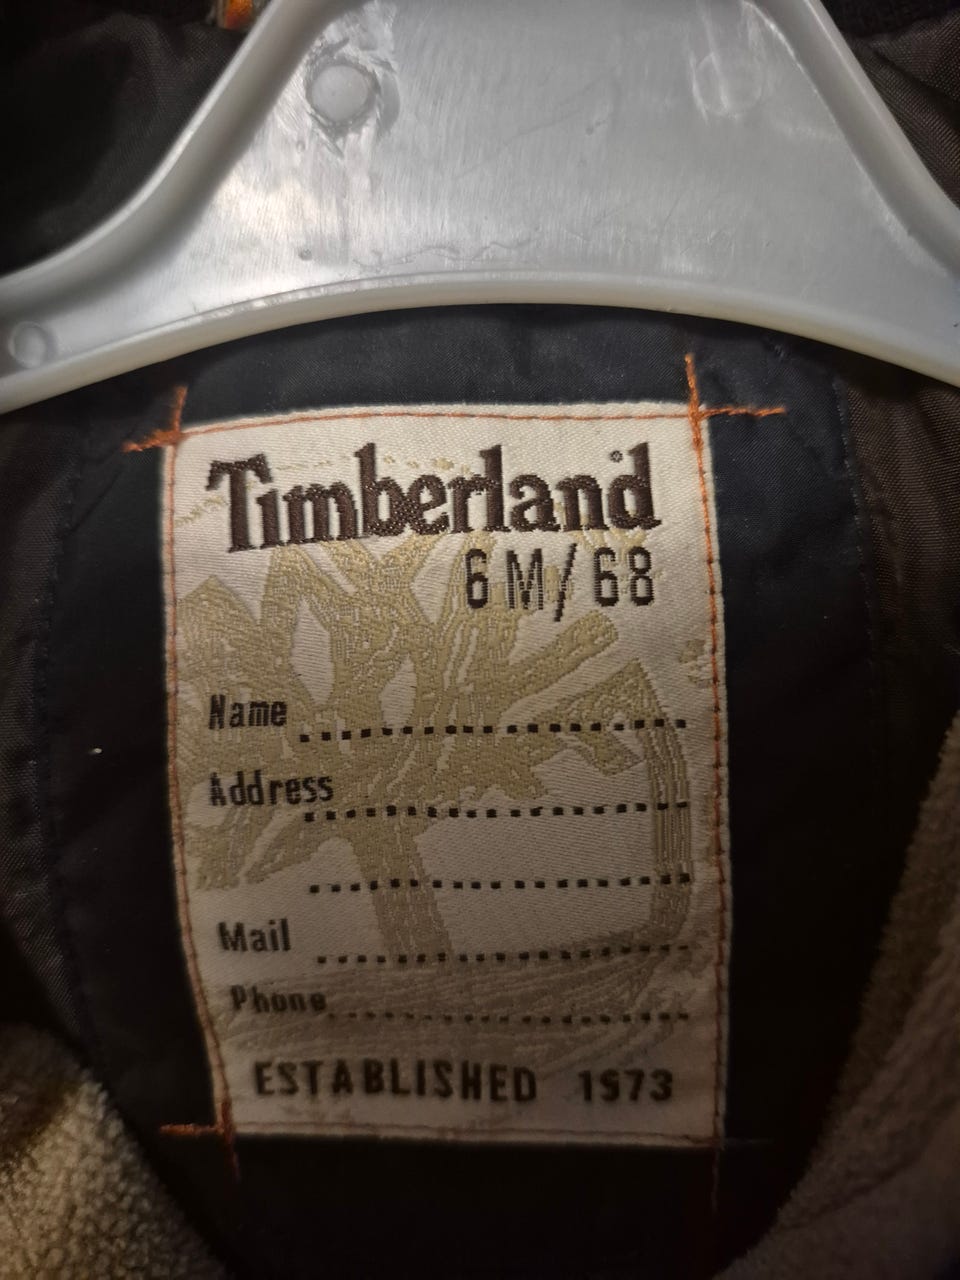 Timberland
6 M/ 68
Name
Address
Mail
Phone
ESTABLISHED 1973